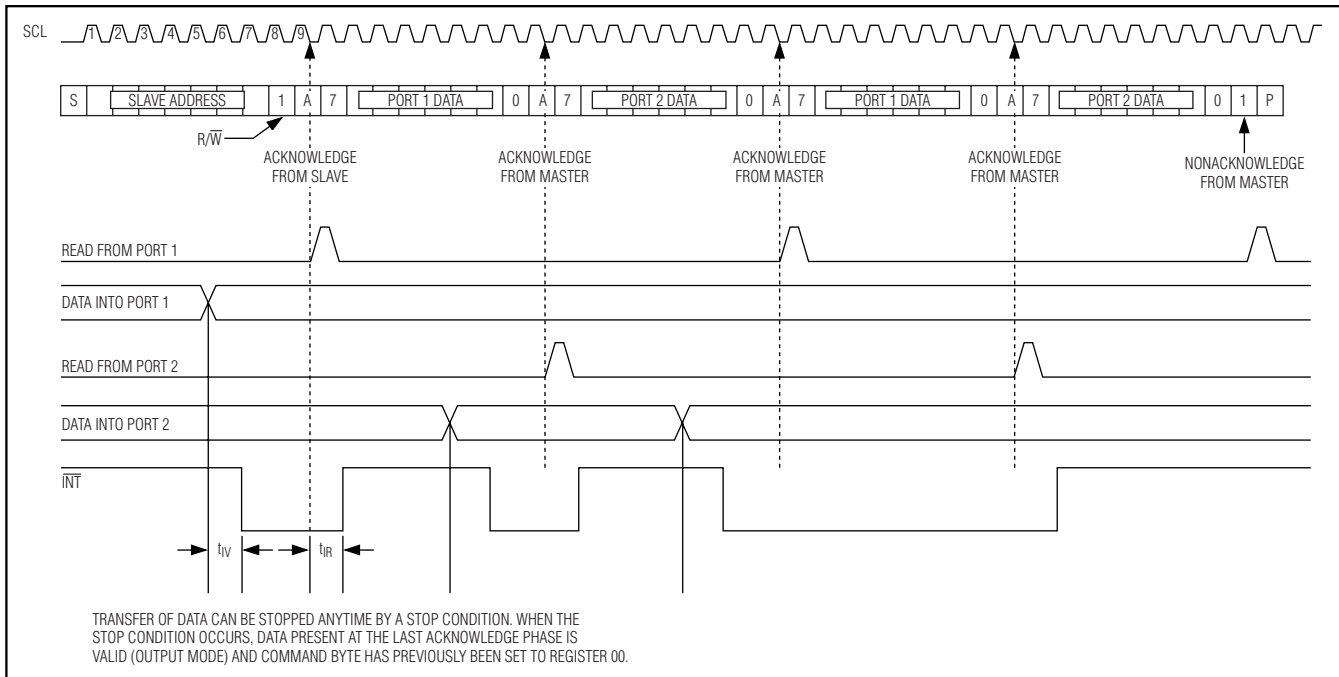 SCL 1 2 3 4 5 6 7 8 9
S SLAVE ADDRESS 1 A 7 PORT 1 DATA 0 A 7 PORT 2 DATA 0 A 7 PORT 1 DATA 0 A 7 PORT 2 DATA 0 1 P
R/W̅
ACKNOWLEDGE
FROM SLAVE
ACKNOWLEDGE
FROM MASTER
ACKNOWLEDGE
FROM MASTER
ACKNOWLEDGE
FROM MASTER
NONACKNOWLEDGE
FROM MASTER
READ FROM PORT 1
DATA INTO PORT 1
READ FROM PORT 2
DATA INTO PORT 2
I̅N̅T̅
tIV tIR
TRANSFER OF DATA CAN BE STOPPED ANYTIME BY A STOP CONDITION. WHEN THE
STOP CONDITION OCCURS, DATA PRESENT AT THE LAST ACKNOWLEDGE PHASE IS
VALID (OUTPUT MODE) AND COMMAND BYTE HAS PREVIOUSLY BEEN SET TO REGISTER 00.